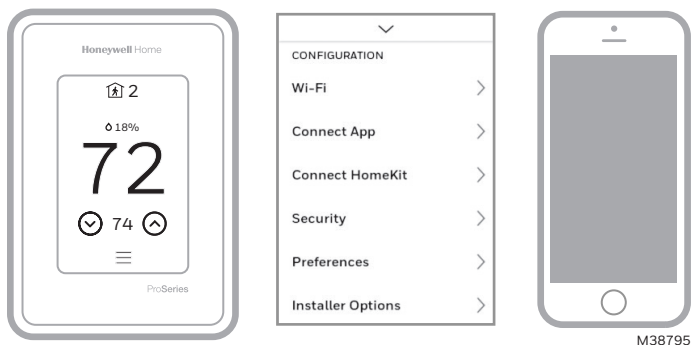 Honeywell Home
2
18%
72
74
ProSeries
CONFIGURATION
Wi-Fi
Connect App
Connect HomeKit
Security
Preferences
Installer Options
M38795